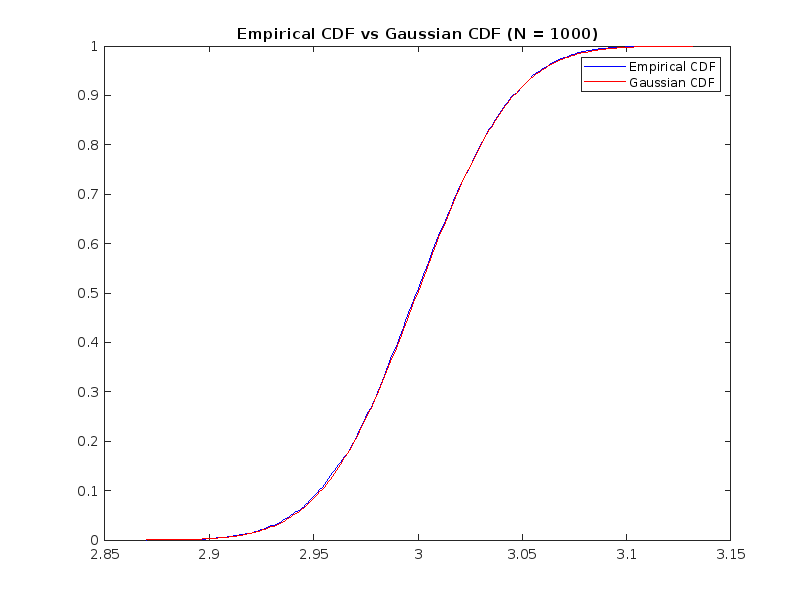 Empirical CDF vs Gaussian CDF (N = 1000)
1
Empirical CDF
Gaussian CDF
0.9
0.8
0.7
0.6
0.5
0.4
0.3
0.2
0.1
0
2.85 2.9 2.95 3 3.05 3.1 3.15